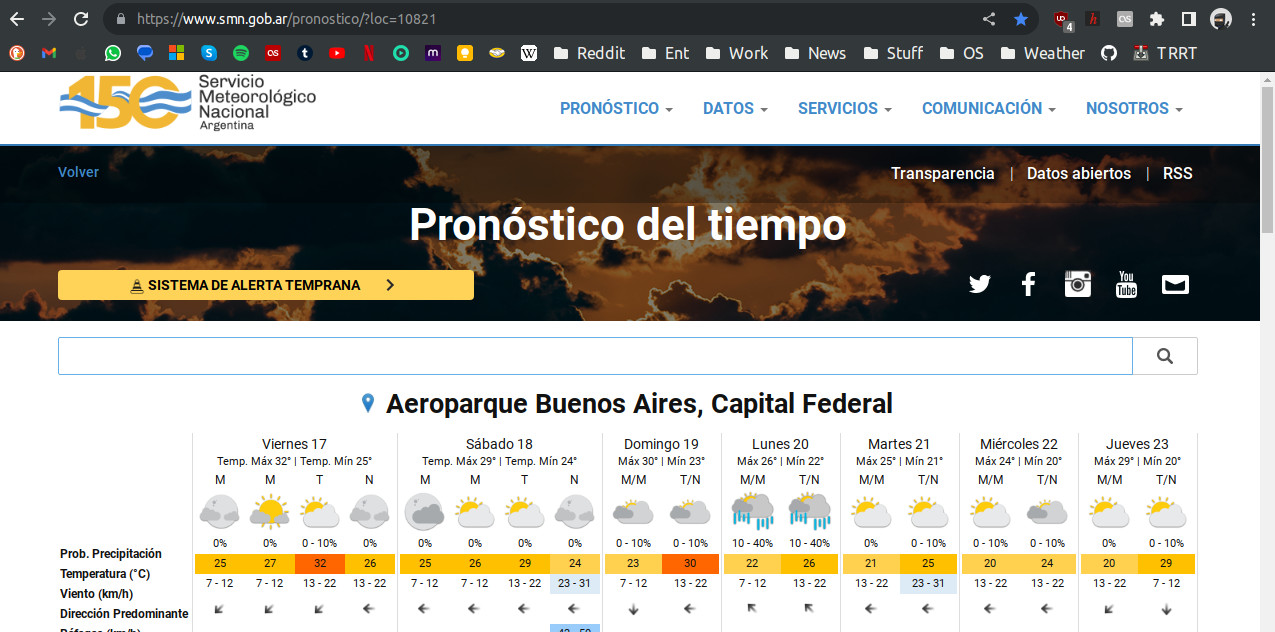 https://www.smn.gob.ar/pronostico/?loc=10821
4
Reddit Ent Work News Stuff OS Weather TRRT
150 Servicio
Meteorológico
Nacional
Argentina
PRONÓSTICO DATOS SERVICIOS COMUNICACIÓN NOSOTROS
Volver
Transparencia | Datos abiertos | RSS
Pronóstico del tiempo
SISTEMA DE ALERTA TEMPRANA
You Tube
Aeroparque Buenos Aires, Capital Federal
Viernes 17 Sábado 18 Domingo 19 Lunes 20 Martes 21 Miércoles 22 Jueves 23
Temp. Máx 32° | Temp. Mín 25° Temp. Máx 29° | Temp. Mín 24° Máx 30° | Mín 23° Máx 26° | Mín 22° Máx 25° | Mín 21° Máx 24° | Mín 20° Máx 29° | Mín 20°
M M T N M M T N M/M T/N M/M T/N M/M T/N M/M T/N M/M T/N
Prob. Precipitación 0% 0% 0 - 10% 0% 0% 0% 0% 0% 0 - 10% 0 - 10% 10 - 40% 10 - 40% 0% 0 - 10% 0 - 10% 0 - 10% 0% 0 - 10%
Temperatura (°C) 25 27 32 26 25 26 29 24 23 30 22 26 21 25 20 24 20 29
Viento (km/h) 7 - 12 7 - 12 13 - 22 13 - 22 7 - 12 7 - 12 13 - 22 23 - 31 7 - 12 13 - 22 7 - 12 13 - 22 13 - 22 23 - 31 13 - 22 13 - 22 13 - 22 7 - 12
Dirección Predominante